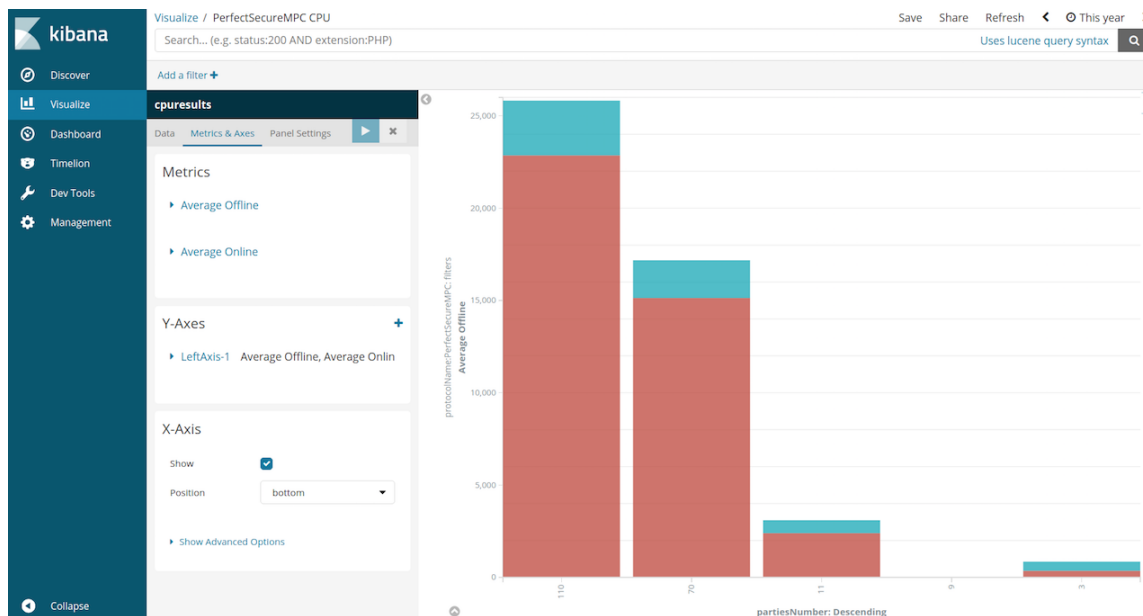 kibana
Discover
Visualize
Dashboard
Timelion
Dev Tools
Management
Collapse
Visualize / PerfectSecureMPC CPU
Save Share Refresh This year
Search... (e.g. status:200 AND extension:PHP)
Uses lucene query syntax
Add a filter +
cpuresults
Data Metrics & Axes Panel Settings
Metrics
Average Offline
Average Online
Y-Axes
LeftAxis-1 Average Offline, Average Onlin
X-Axis
Show
Position bottom
Show Advanced Options
protocolName:PerfectSecureMPC: filters
Average Offline
25,000
20,000
15,000
10,000
5,000
0
110 70 11 9 3
partiesNumber: Descending